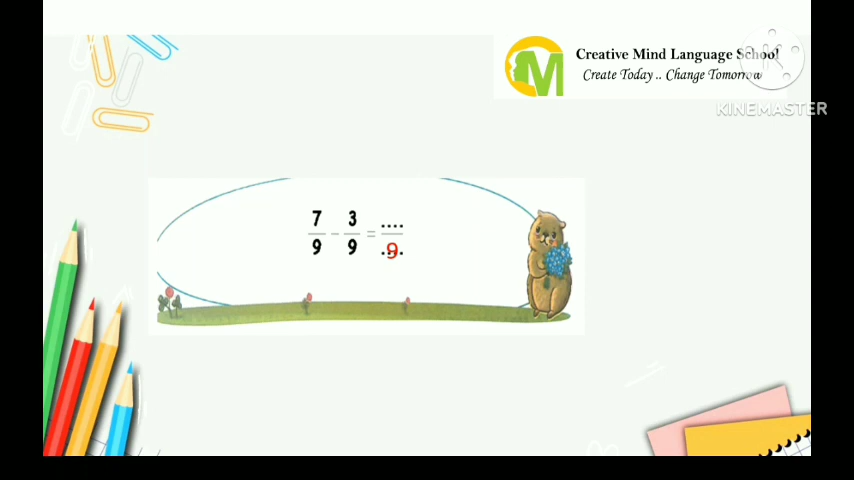 Creative Mind Language School
Create Today .. Change Tomorrow
M
KINEMASTER
7/9 - 3/9 = ..../9